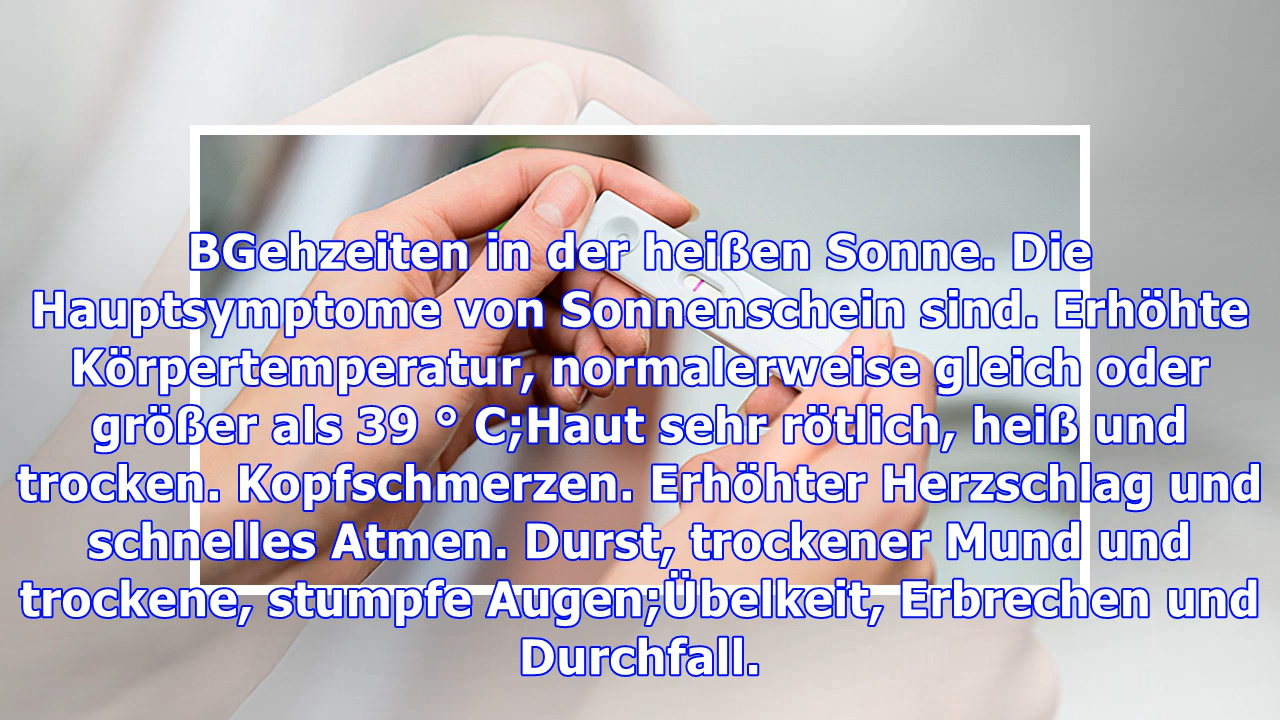 BGehzeiten in der heißen Sonne. Die
Hauptsymptome von Sonnenschein sind. Erhöhte
Körpertemperatur, normalerweise gleich oder
größer als 39 ° C;Haut sehr rötlich, heiß und
trocken. Kopfschmerzen. Erhöhter Herzschlag und
schnelles Atmen. Durst, trockener Mund und
trockene, stumpfe Augen;Übelkeit, Erbrechen und
Durchfall.